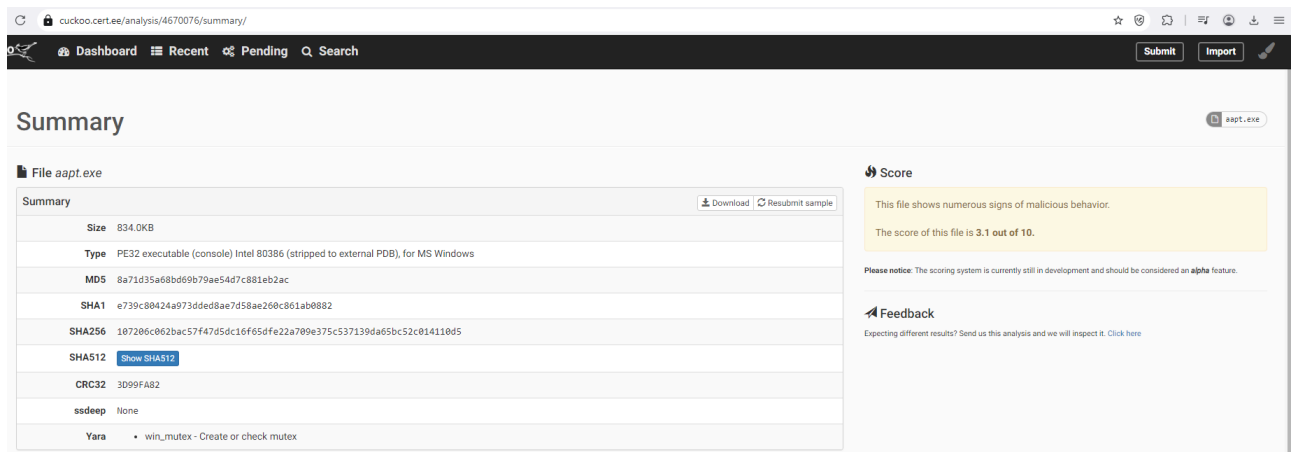 cuckoo.cert.ee/analysis/4670076/summary/
Dashboard Recent Pending Search Submit Import
Summary
aapt.exe
File aapt.exe
Summary Download Resubmit sample
Size 834.0KB
Type PE32 executable (console) Intel 80386 (stripped to external PDB), for MS Windows
MD5 8a71d35a68bd69b79ae54d7c881eb2ac
SHA1 e739c80424a973dded8ae7d58ae260c861ab0882
SHA256 107206c062bac57f47d5dc16f65dfe22a709e375c537139da65bc52c014110d5
SHA512 Show SHA512
CRC32 3D99FA82
ssdeep None
Yara • win_mutex - Create or check mutex
Score
This file shows numerous signs of malicious behavior.
The score of this file is 3.1 out of 10.
Please notice: The scoring system is currently still in development and should be considered an alpha feature.
Feedback
Expecting different results? Send us this analysis and we will inspect it. Click here